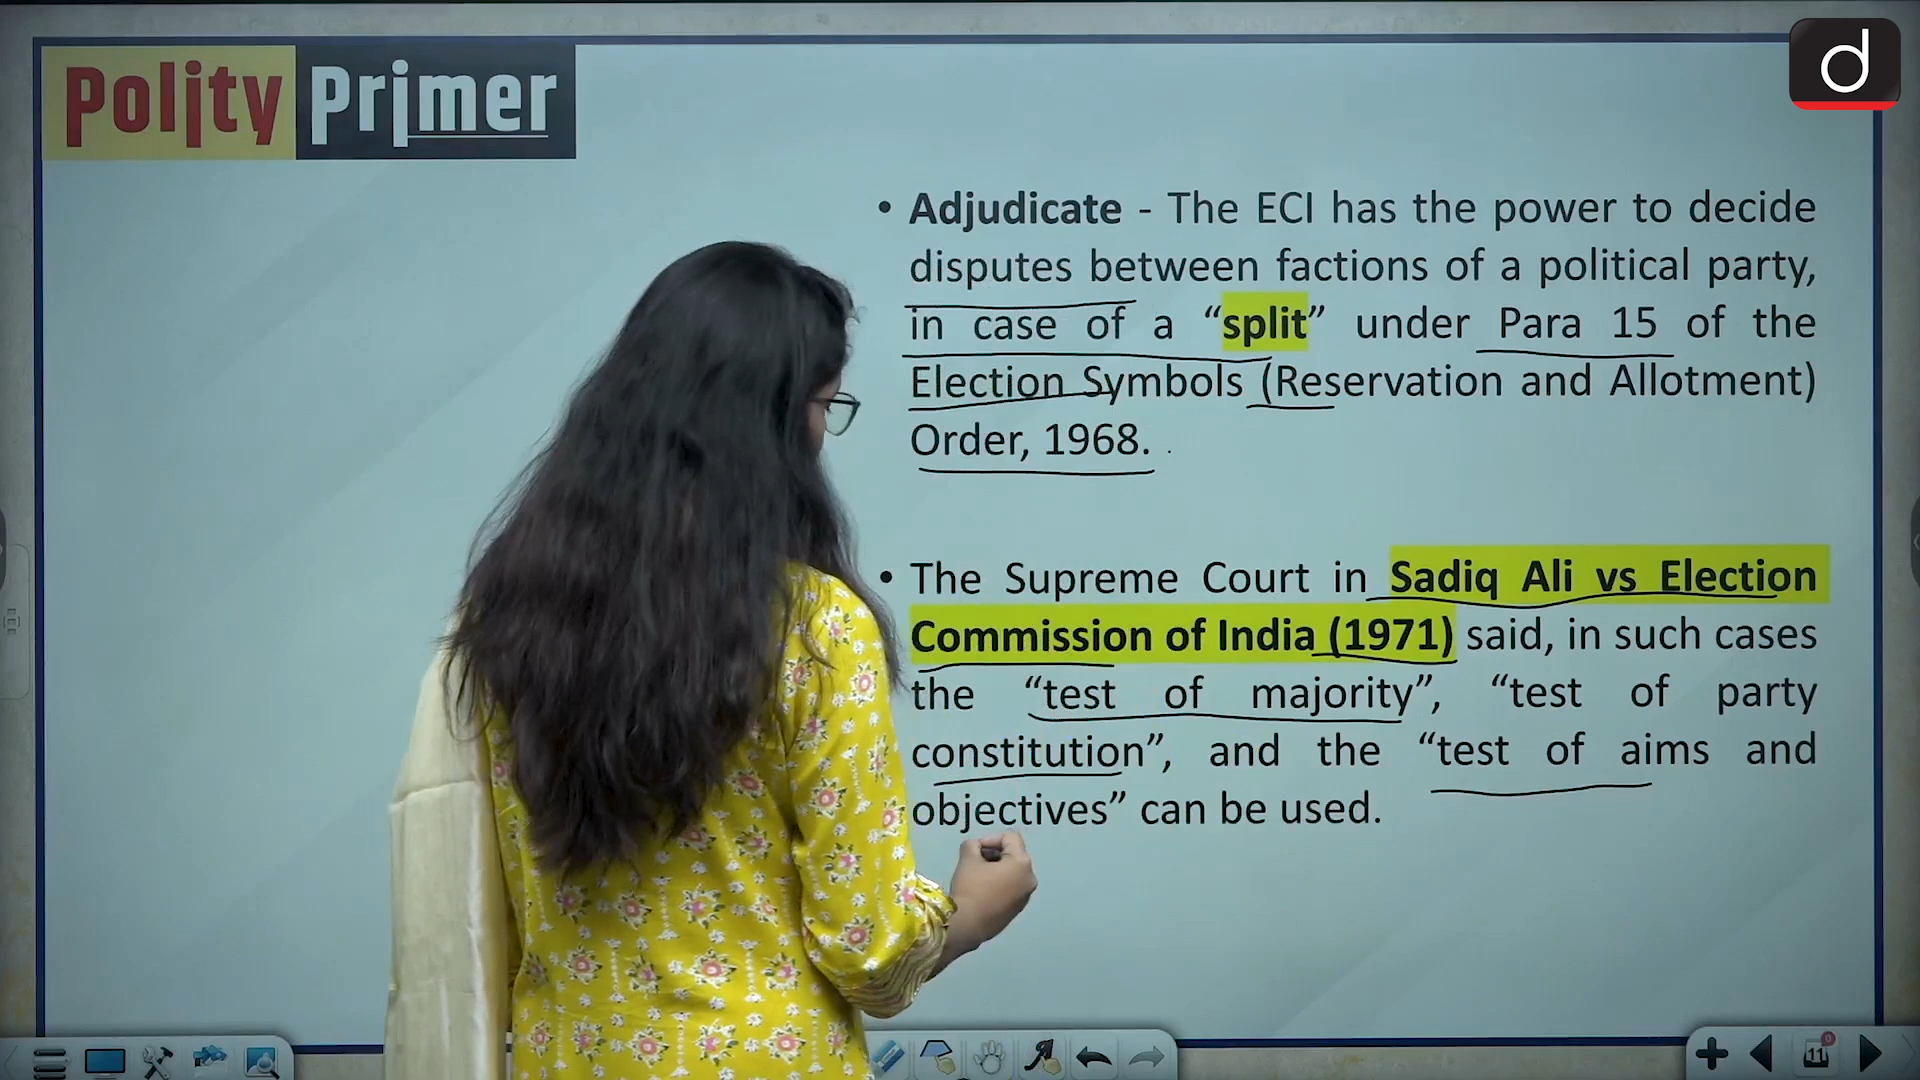 Polity Primer
d
• Adjudicate - The ECI has the power to decide
disputes between factions of a political party,
in case of a “split” under Para 15 of the
Election Symbols (Reservation and Allotment)
Order, 1968.
• The Supreme Court in Sadiq Ali vs Election
Commission of India (1971) said, in such cases
the “test of majority”, “test of party
constitution”, and the “test of aims and
objectives” can be used.
11
0